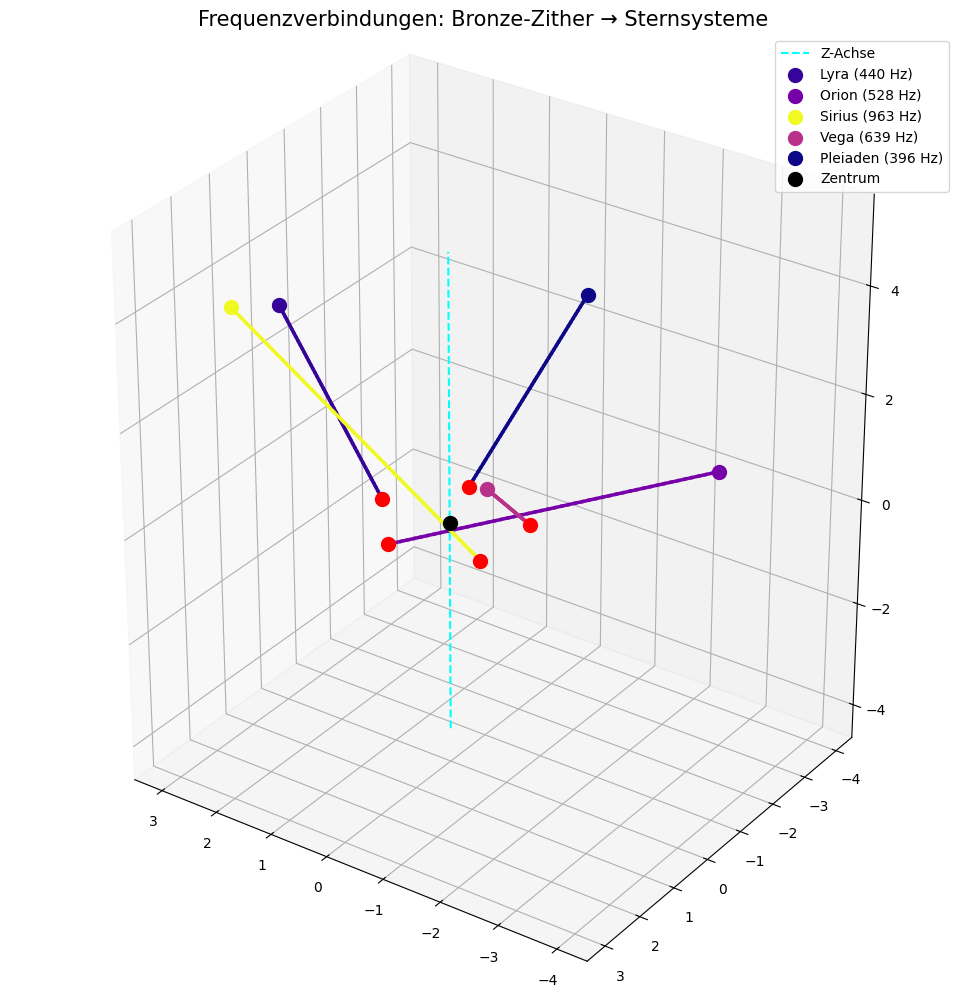 Frequenzverbindungen: Bronze-Zither → Sternsysteme
Z-Achse
Lyra (440 Hz)
Orion (528 Hz)
Sirius (963 Hz)
Vega (639 Hz)
Pleiaden (396 Hz)
Zentrum
4
2
0
−2
−4
3
2
1
0
−1
−2
−3
−4
−4
−3
−2
−1
0
1
2
3